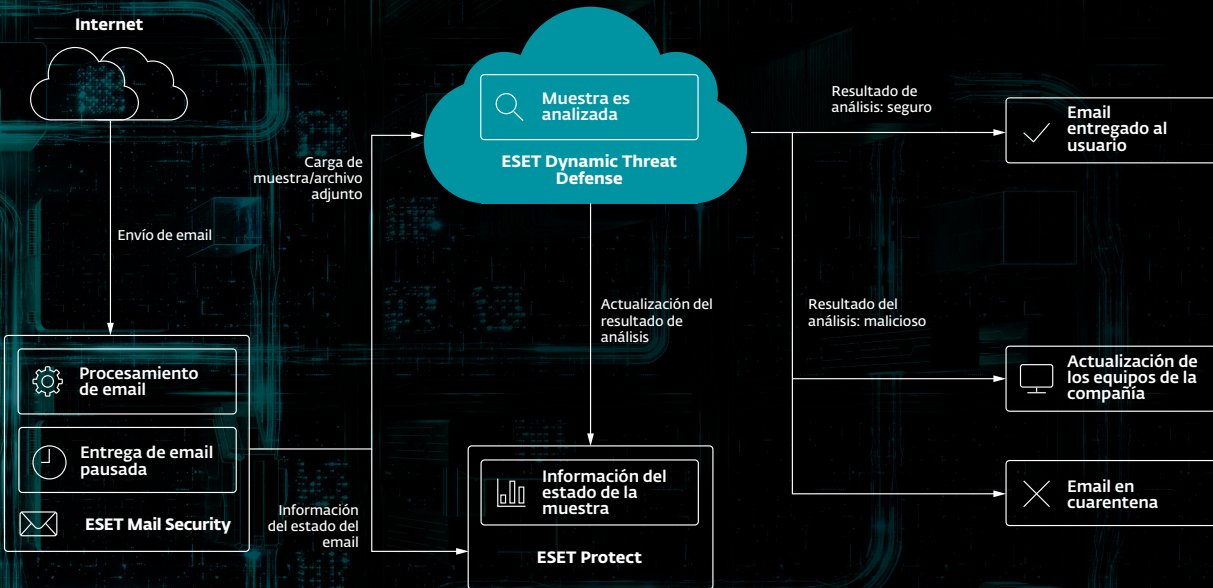 Internet
Envío de email
Procesamiento
de email
Entrega de email
pausada
ESET Mail Security
Carga de
muestra/archivo
adjunto
Información
del estado del
email
Muestra es
analizada
ESET Dynamic Threat
Defense
Actualización del
resultado de
análisis
Información del
estado de la
muestra
ESET Protect
Resultado de
análisis: seguro
Email
entregado al
usuario
Resultado del
análisis: malicioso
Actualización de
los equipos de la
compañía
Email en
cuarentena